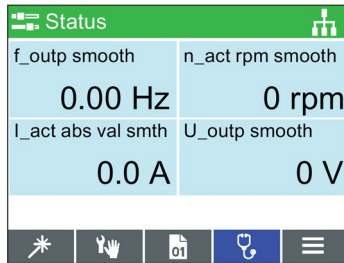 Status
f_outp smooth
n_act rpm smooth
0.00 Hz
0 rpm
I_act abs val smth
U_outp smooth
0.0 A
0 V
01